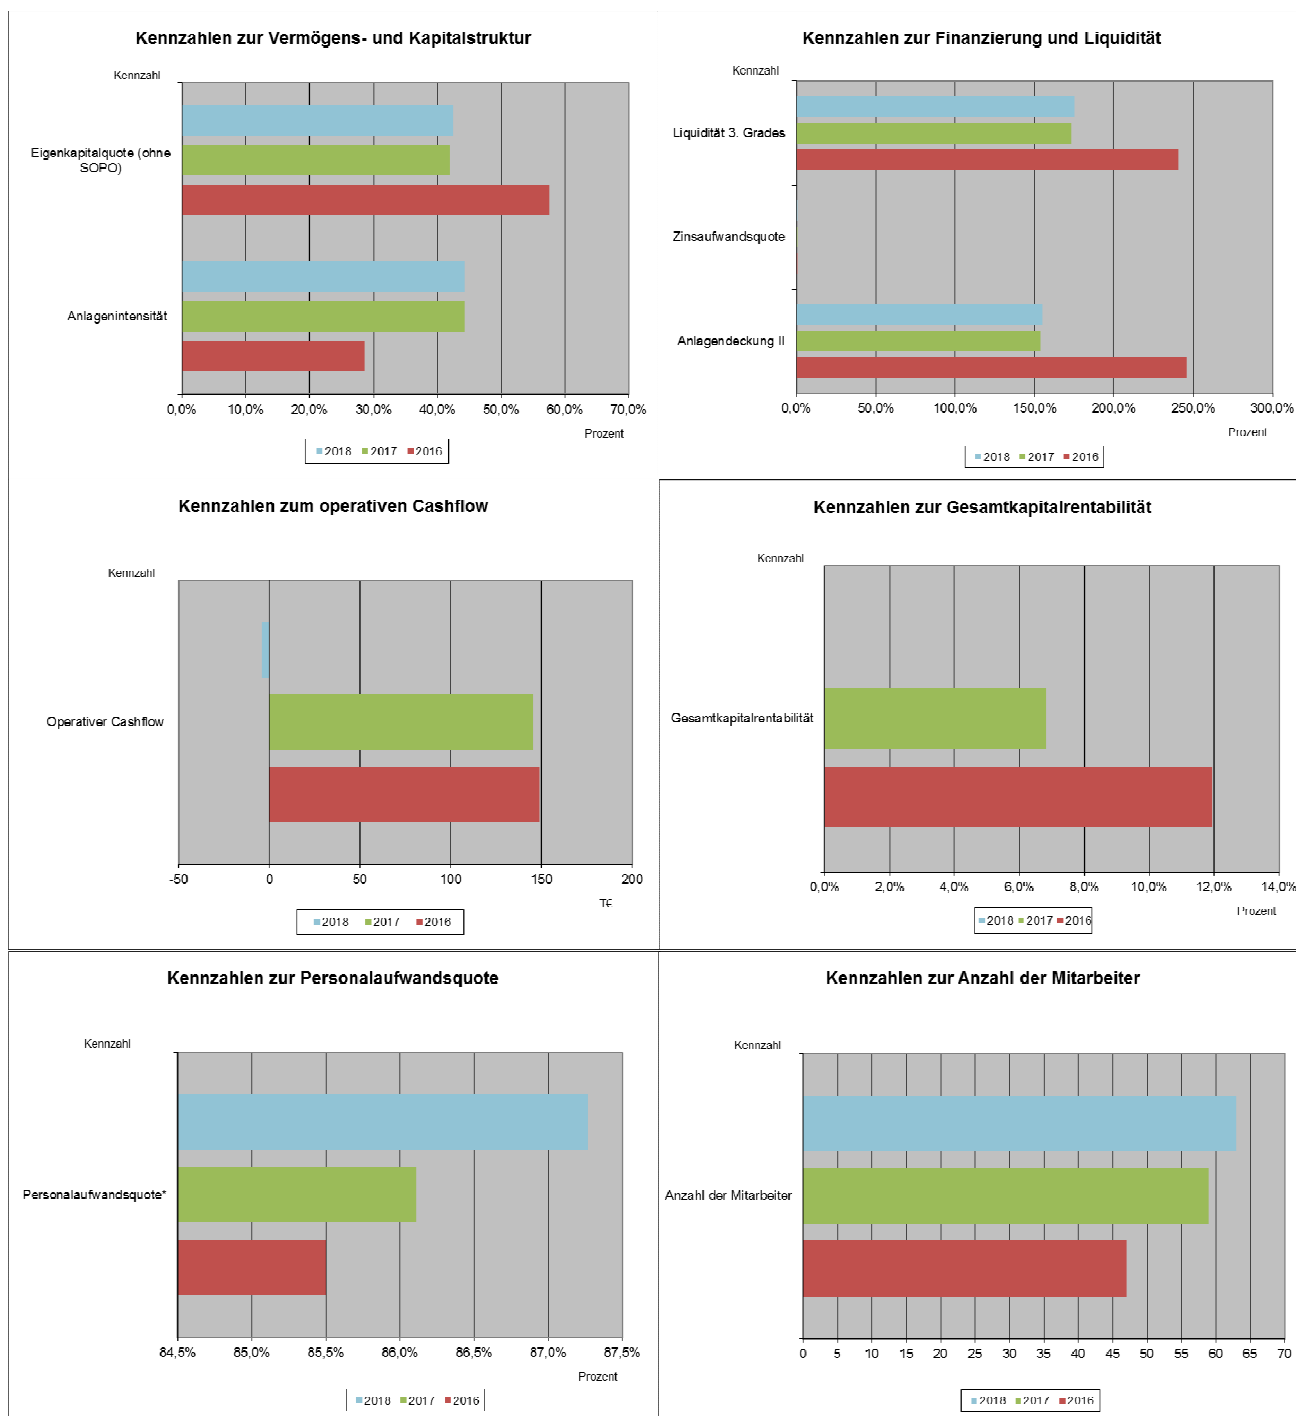 Kennzahlen zur Vermögens- und Kapitalstruktur
Kennzahl
Eigenkapitalquote (ohne
SOPO)
Anlagenintensität
0,0% 10,0% 20,0% 30,0% 40,0% 50,0% 60,0% 70,0%
Prozent
2018 2017 2016
Kennzahlen zur Finanzierung und Liquidität
Kennzahl
Liquidität 3. Grades
Zinsaufwandsquote
Anlagendeckung II
0,0% 50,0% 100,0% 150,0% 200,0% 250,0% 300,0%
Prozent
2018 2017 2016
Kennzahlen zum operativen Cashflow
Kennzahl
Operativer Cashflow
-50 0 50 100 150 200
T€
2018 2017 2016
Kennzahlen zur Gesamtkapitalrentabilität
Kennzahl
Gesamtkapitalrentabilität
0,0% 2,0% 4,0% 6,0% 8,0% 10,0% 12,0% 14,0%
Prozent
2018 2017 2016
Kennzahlen zur Personalaufwandsquote
Kennzahl
Personalaufwandsquote*
84,5% 85,0% 85,5% 86,0% 86,5% 87,0% 87,5%
Prozent
2018 2017 2016
Kennzahlen zur Anzahl der Mitarbeiter
Kennzahl
Anzahl der Mitarbeiter
0 5 10 15 20 25 30 35 40 45 50 55 60 65 70
2018 2017 2016